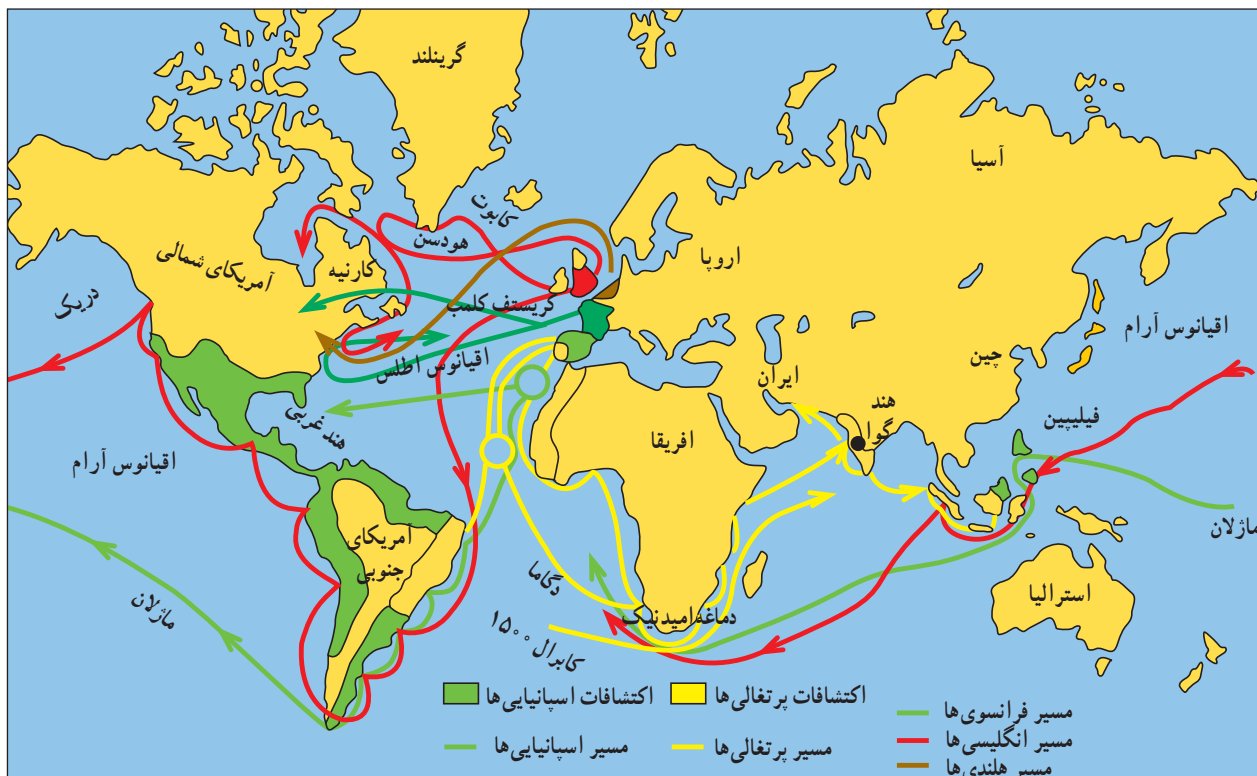 گرینلند
آسیا
کابوت
هودسن
اروپا
کارنیه
آمریکای شمالی
دریک
کریستف کلمب
اقیانوس آرام
اقیانوس اطلس
چین
ایران
هند
گوا
فیلیپین
هند غربی
افریقا
اقیانوس آرام
ماژلان
آمریکای
جنوبی
دگاما
استرالیا
ماژلان
دماغه امیدنیک
کابرال ۱۵۰۰
اکتشافات اسپانیایی‌ها
اکتشافات پرتغالی‌ها
مسیر فرانسوی‌ها
مسیر اسپانیایی‌ها
مسیر پرتغالی‌ها
مسیر انگلیسی‌ها
مسیر هلندی‌ها